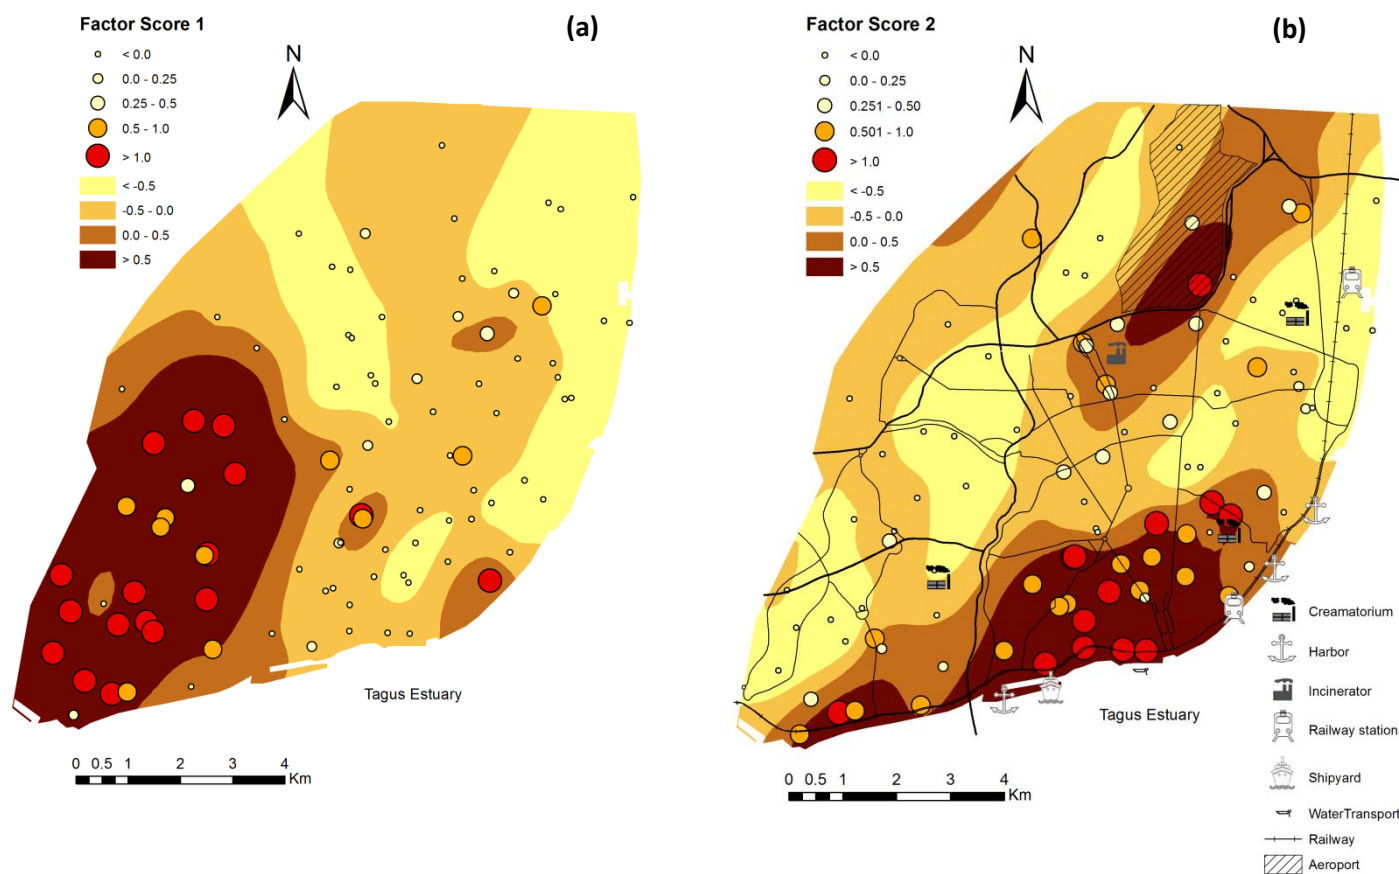 Factor Score 1
(a)
< 0.0
0.0 - 0.25
0.25 - 0.5
0.5 - 1.0
> 1.0
< -0.5
-0.5 - 0.0
0.0 - 0.5
> 0.5
N
Tagus Estuary
0 0.5 1 2 3 4
Km
Factor Score 2
(b)
< 0.0
0.0 - 0.25
0.251 - 0.50
0.501 - 1.0
> 1.0
< -0.5
-0.5 - 0.0
0.0 - 0.5
> 0.5
N
Tagus Estuary
0 0.5 1 2 3 4
Km
Creamatorium
Harbor
Incinerator
Railway station
Shipyard
WaterTransport
Railway
Aeroport